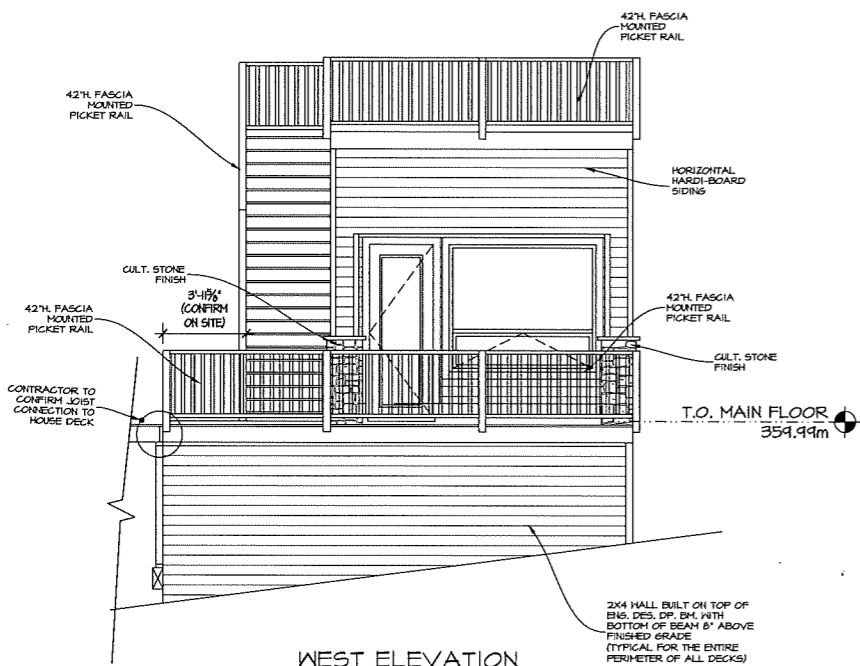 42"H. FASCIA
MOUNTED
PICKET RAIL
42"H. FASCIA
MOUNTED
PICKET RAIL
HORIZONTAL
HARDI-BOARD
SIDING
CULT. STONE
FINISH
3'-11⅝"
(CONFIRM
ON SITE)
42"H. FASCIA
MOUNTED
PICKET RAIL
42"H. FASCIA
MOUNTED
PICKET RAIL
CULT. STONE
FINISH
CONTRACTOR TO
CONFIRM JOIST
CONNECTION TO
HOUSE DECK
T.O. MAIN FLOOR
359.99m
2X4 WALL BUILT ON TOP OF
ENG. DES. DP. BM. WITH
BOTTOM OF BEAM 8" ABOVE
FINISHED GRADE
(TYPICAL FOR THE ENTIRE
PERIMETER OF ALL DECKS)
WEST ELEVATION